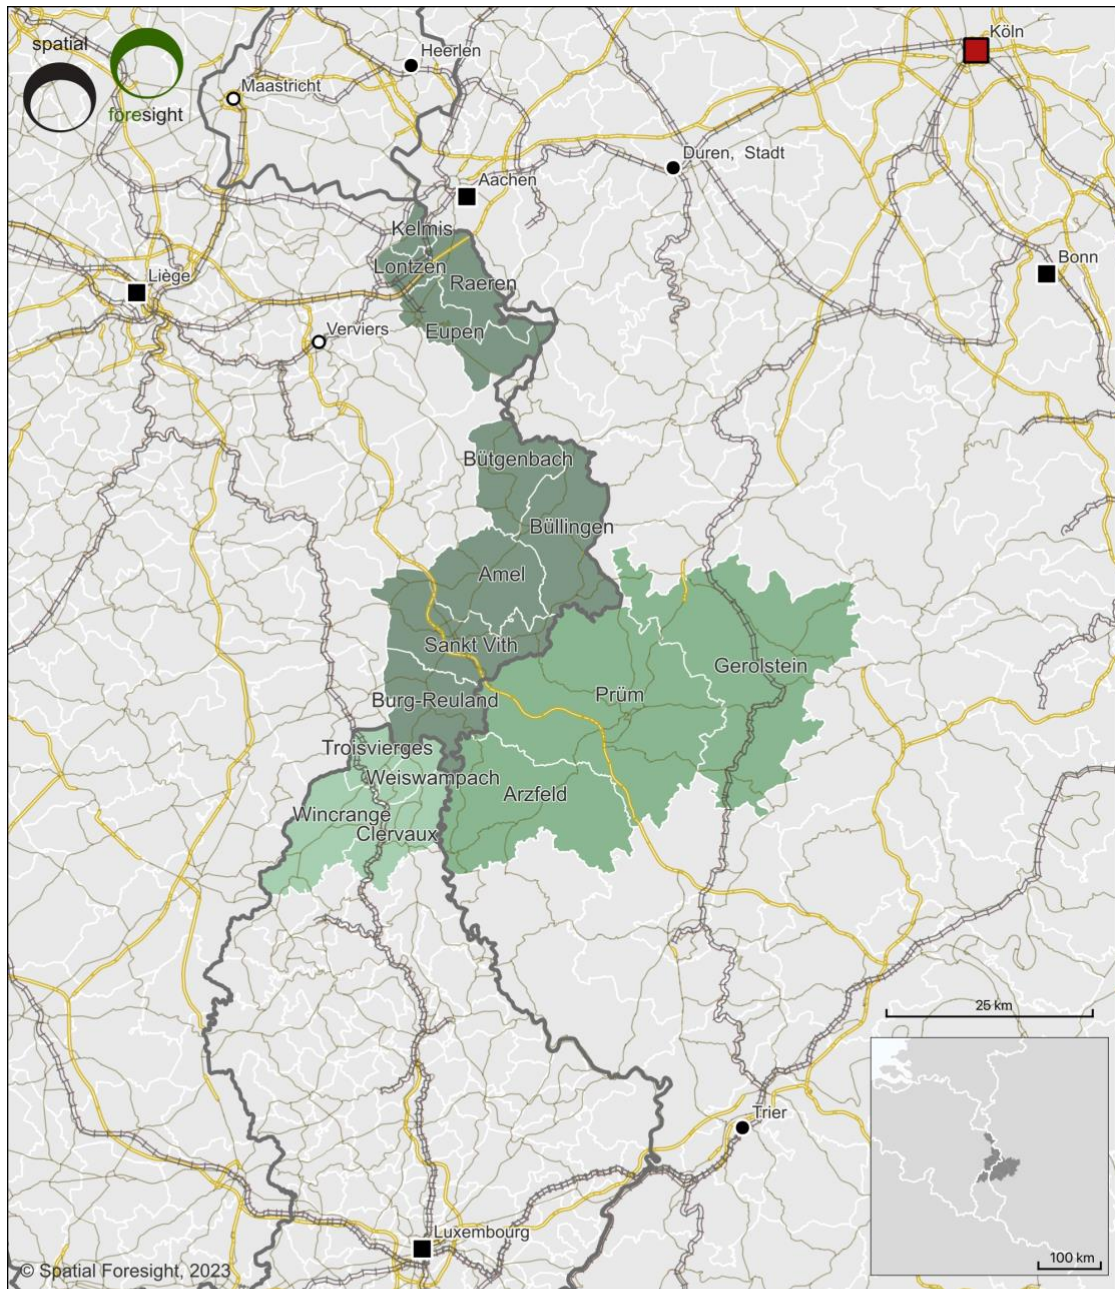 spatial
foresight
Heerlen
Köln
Maastricht
Duren, Stadt
Aachen
Kelmis
Lontzen
Raeren
Liège
Bonn
Eupen
Verviers
Bütgenbach
Büllingen
Amel
Sankt Vith
Gerolstein
Prüm
Burg-Reuland
Troisvierges
Weiswampach
Arzfeld
Wincrange
Clervaux
25 km
Trier
Luxembourg
100 km
© Spatial Foresight, 2023